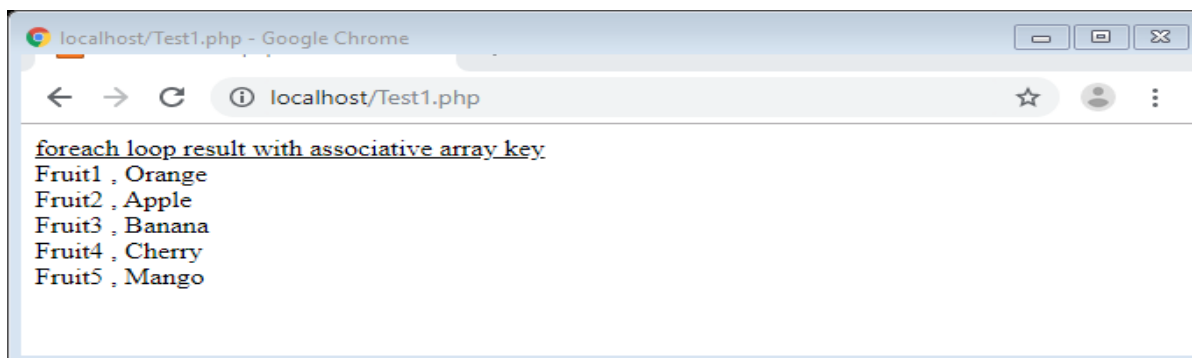 localhost/Test1.php - Google Chrome
localhost/Test1.php
foreach loop result with associative array key
Fruit1 , Orange
Fruit2 , Apple
Fruit3 , Banana
Fruit4 , Cherry
Fruit5 , Mango